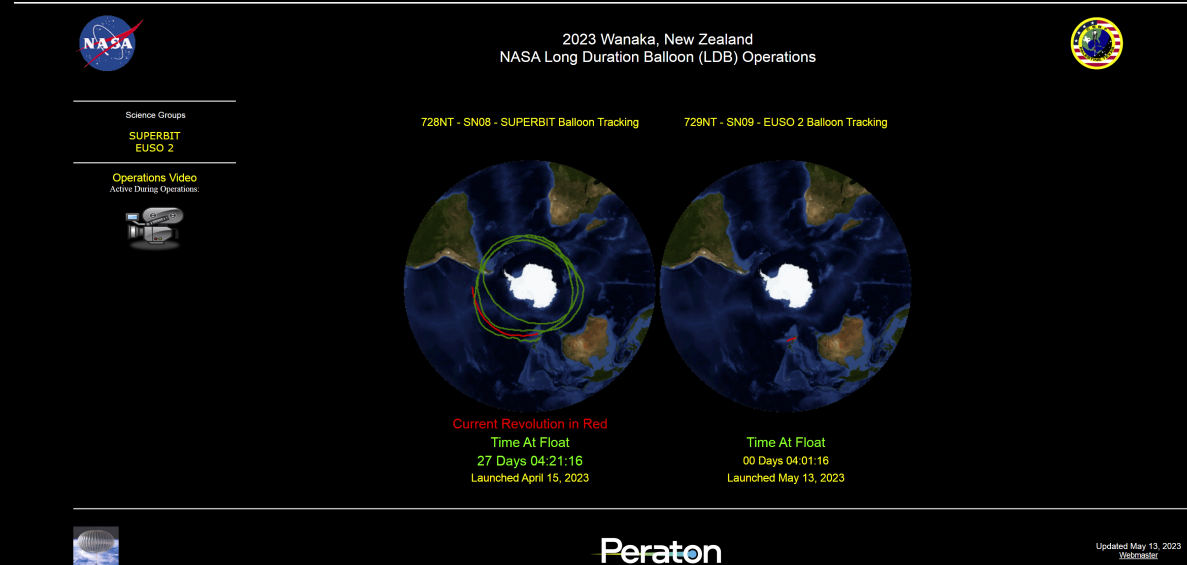 NASA
2023 Wanaka, New Zealand
NASA Long Duration Balloon (LDB) Operations
Science Groups
SUPERBIT
EUSO 2
Operations Video
Active During Operations:
728NT - SN08 - SUPERBIT Balloon Tracking
729NT - SN09 - EUSO 2 Balloon Tracking
Current Revolution in Red
Time At Float
27 Days 04:21:16
Launched April 15, 2023
Time At Float
00 Days 04:01:16
Launched May 13, 2023
Peraton
Updated May 13, 2023
Webmaster